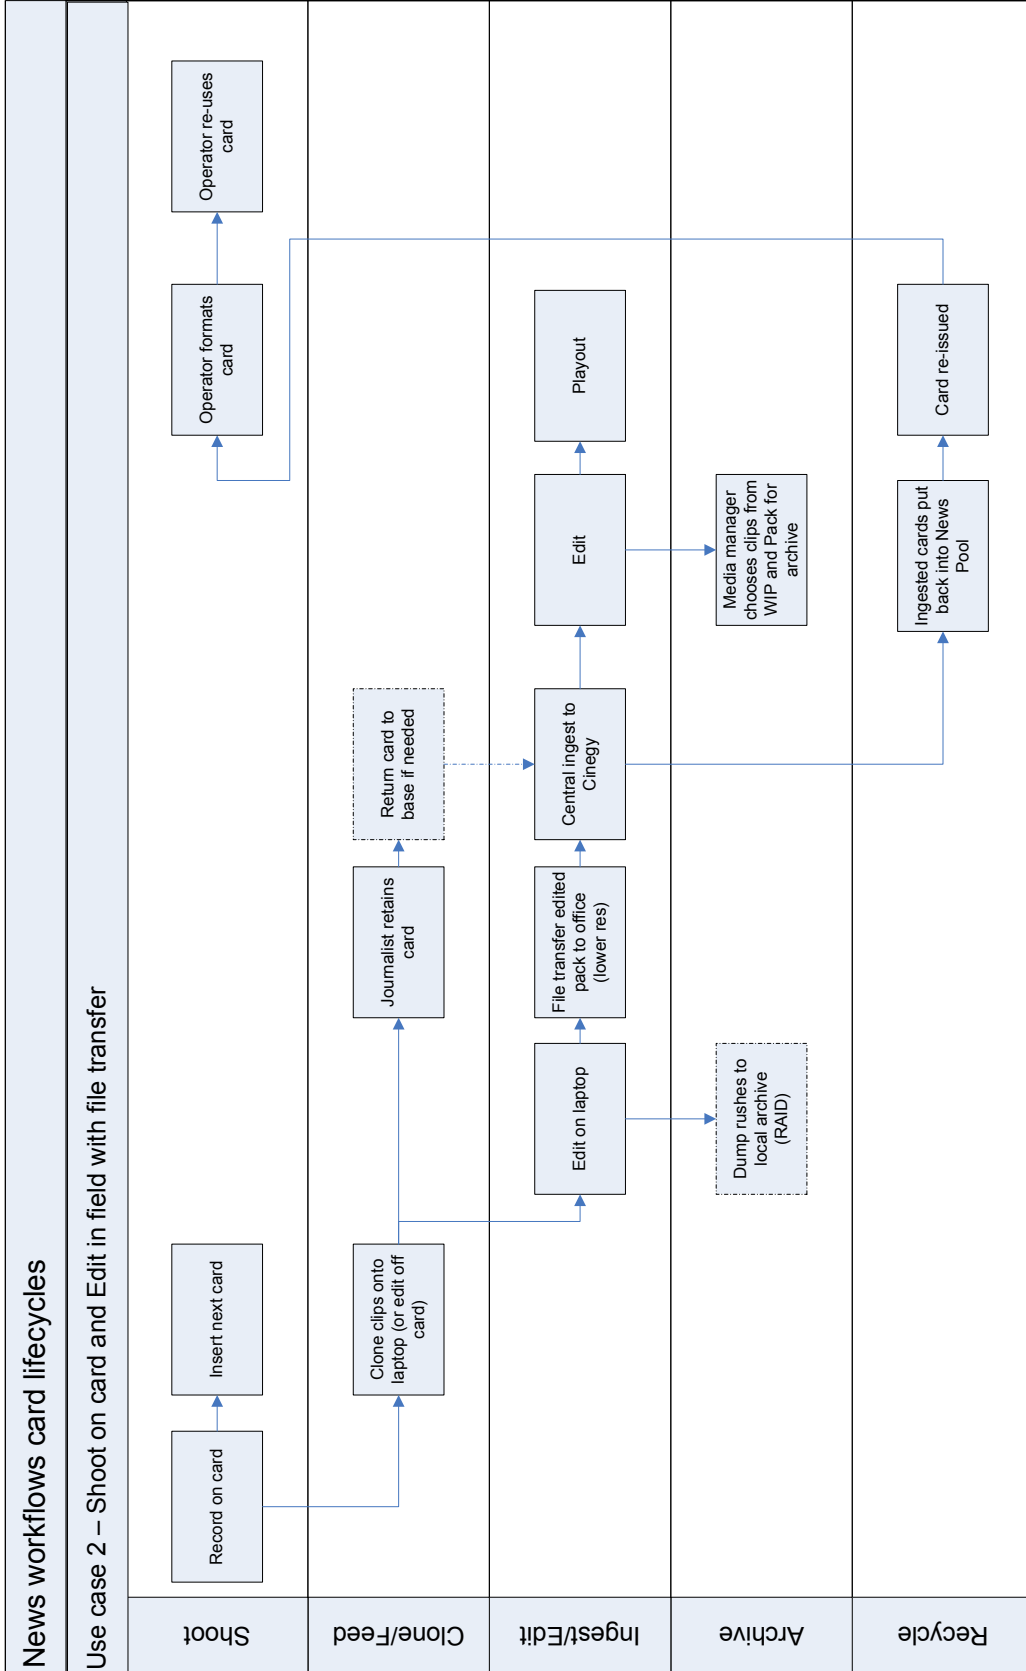 News workflows card lifecycles
Use case 2 – Shoot on card and Edit in field with file transfer
Shoot
Record on card
Insert next card
Operator formats
card
Operator re-uses
card
Clone/Feed
Clone clips onto
laptop (or edit off
card)
Journalist retains
card
Return card to
base if needed
Ingest/Edit
Edit on laptop
File transfer edited
pack to office
(lower res)
Central ingest to
Cinegy
Edit
Playout
Archive
Dump rushes to
local archive
(RAID)
Media manager
chooses clips from
WIP and Pack for
archive
Recycle
Ingested cards put
back into News
Pool
Card re-issued